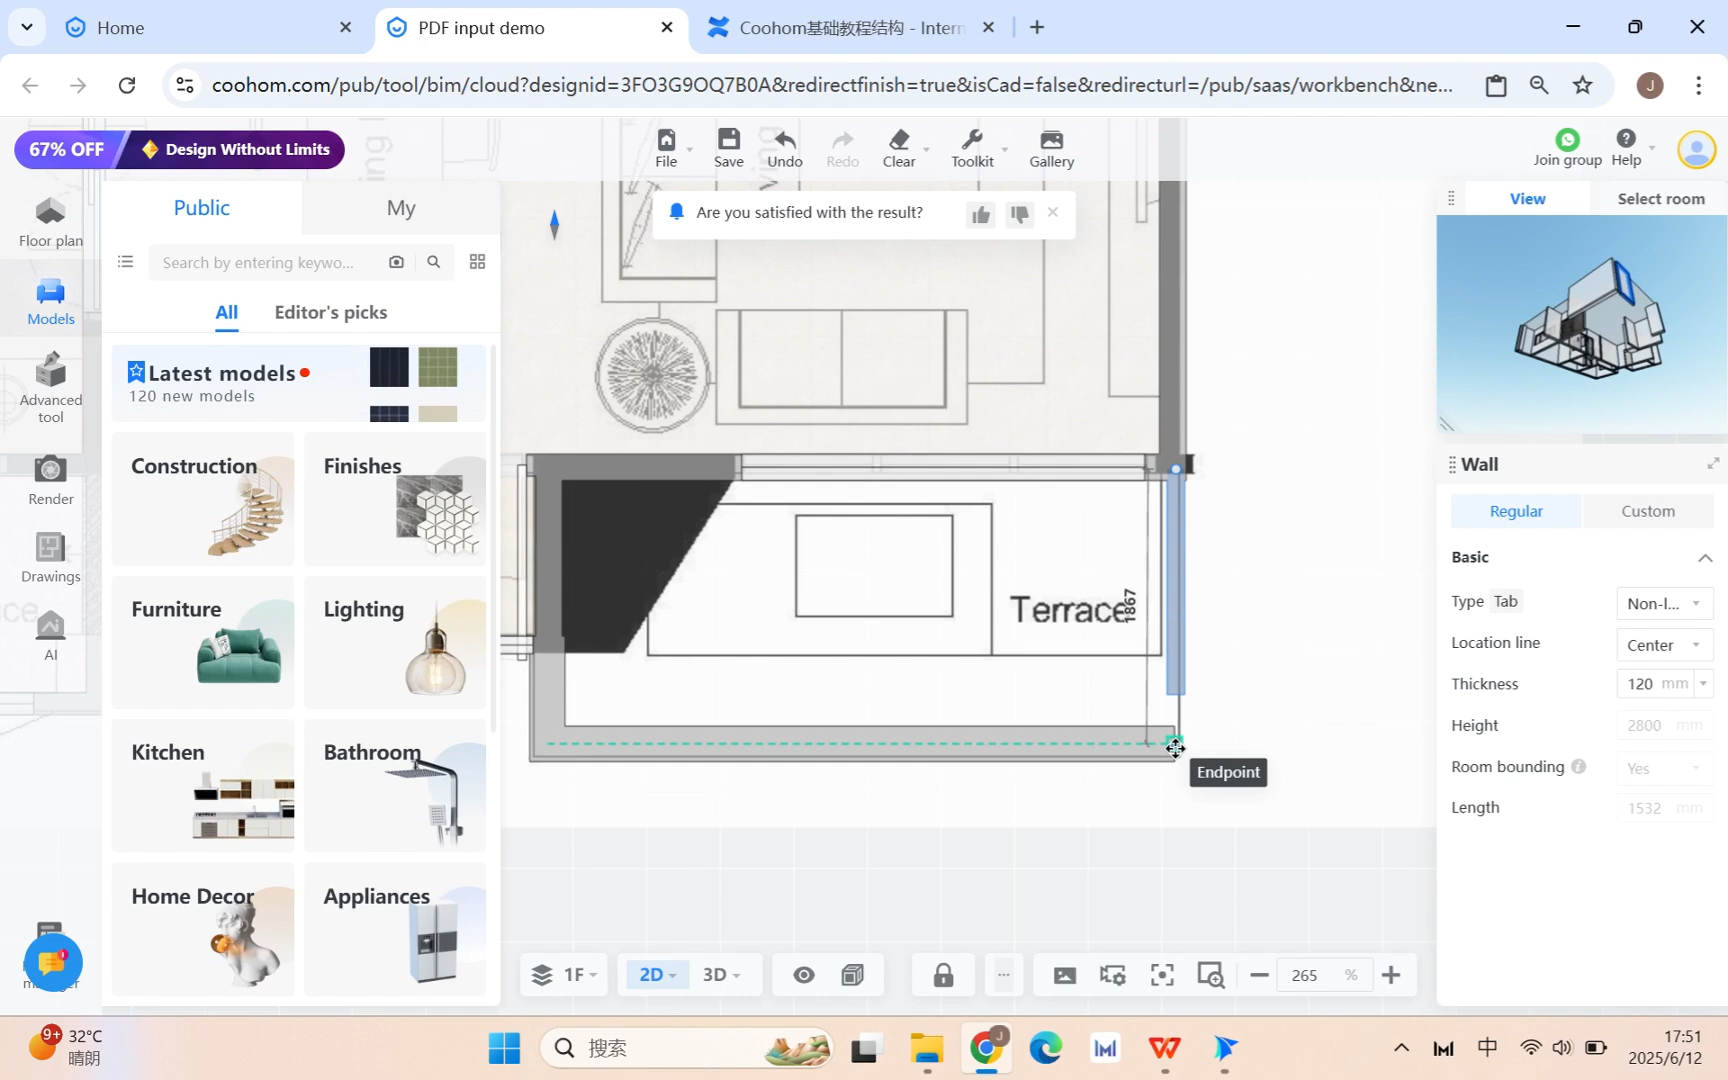 Home
PDF input demo
Coohom基础教程结构 - Intern
coohom.com/pub/tool/bim/cloud?designid=3FO3G9OQ7B0A&redirectfinish=true&isCad=false&redirecturl=/pub/saas/workbench&ne...
J
67% OFF
Design Without Limits
File
Save
Undo
Redo
Clear
Toolkit
Gallery
Join group
Help
Floor plan
Models
Advanced tool
Render
Drawings
AI
Public
My
Search by entering keywo...
All
Editor's picks
Latest models
120 new models
Construction
Finishes
Furniture
Lighting
Kitchen
Bathroom
Home Decor
Appliances
Are you satisfied with the result?
Terrace
1867
Endpoint
View
Select room
Wall
Regular
Custom
Basic
Type Tab
Non-l...
Location line
Center
Thickness
120 mm
Height
2800 mm
Room bounding
Yes
Length
1532 mm
1F
2D
3D
265 %
9+
32°C
晴朗
搜索
中
17:51
2025/6/12